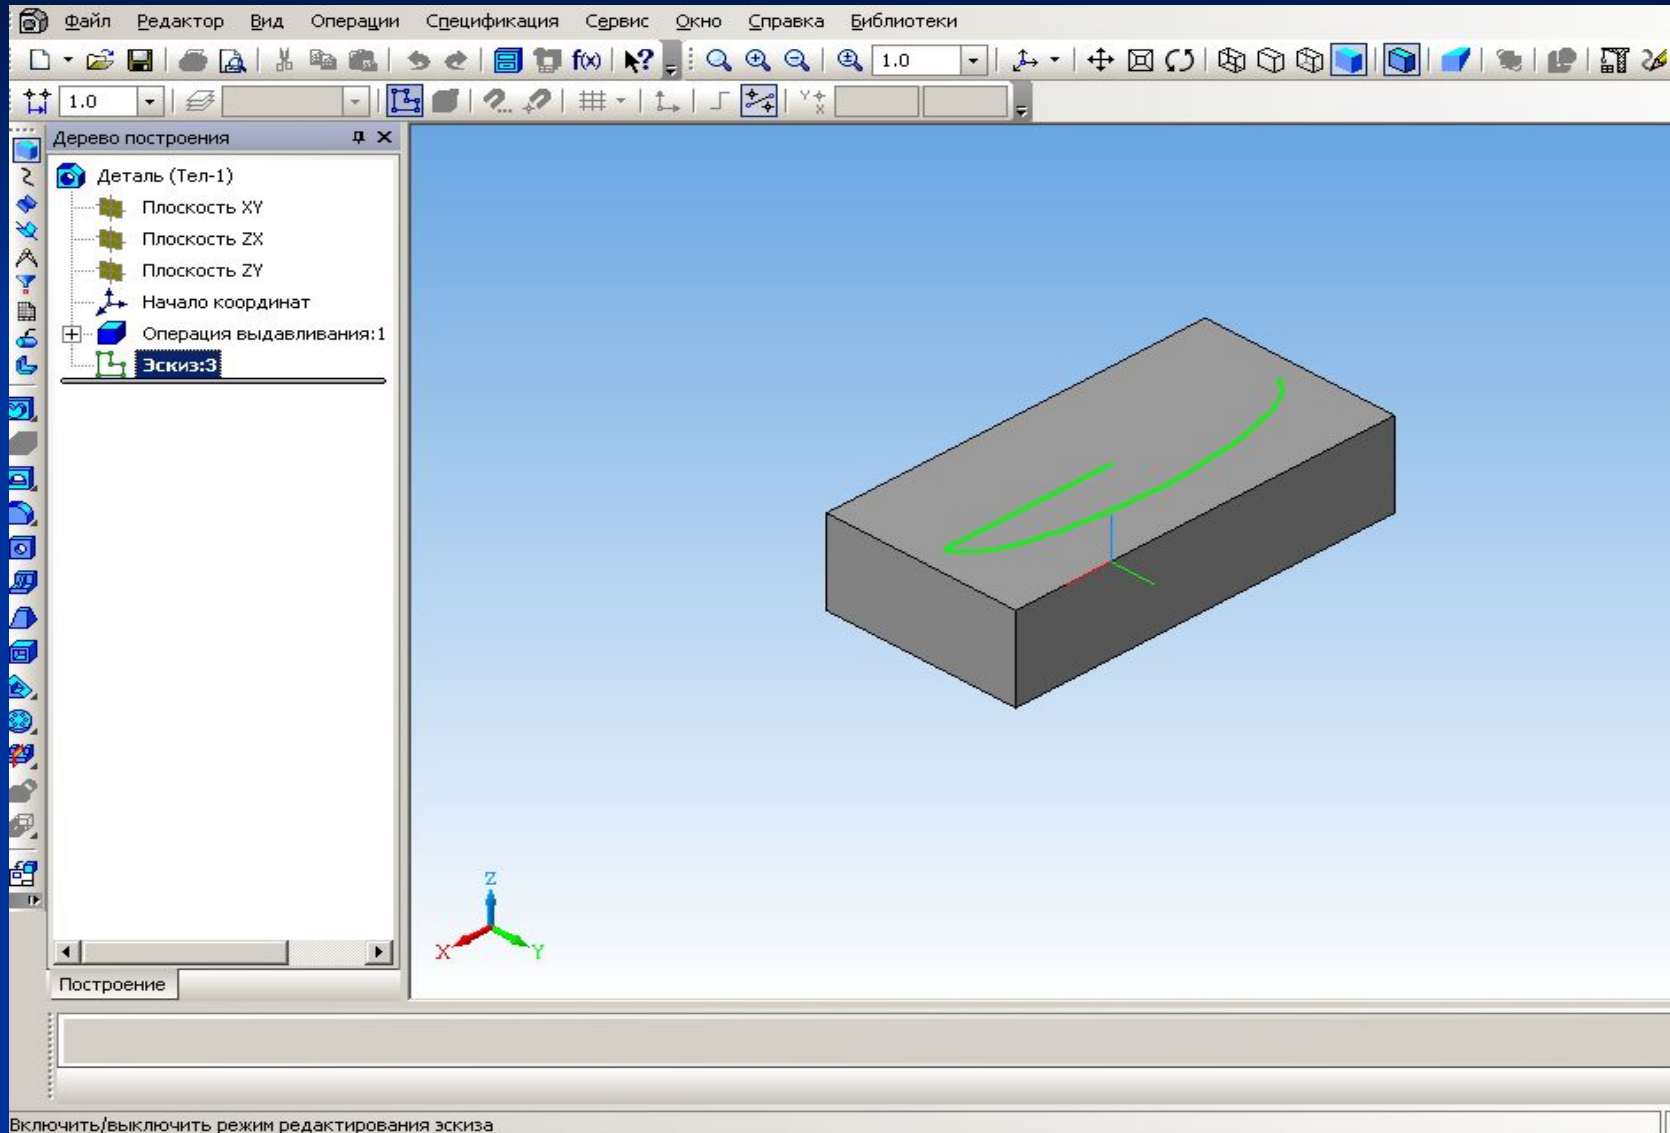 Файл Редактор Вид Операции Спецификация Сервис Окно Справка Библиотеки
f(x) ? 1.0
1.0
Дерево построения
Деталь (Тел-1)
Плоскость XY
Плоскость ZX
Плоскость ZY
Начало координат
Операция выдавливания:1
Эскиз:3
Z
X
Y
Построение
Включить/выключить режим редактирования эскиза